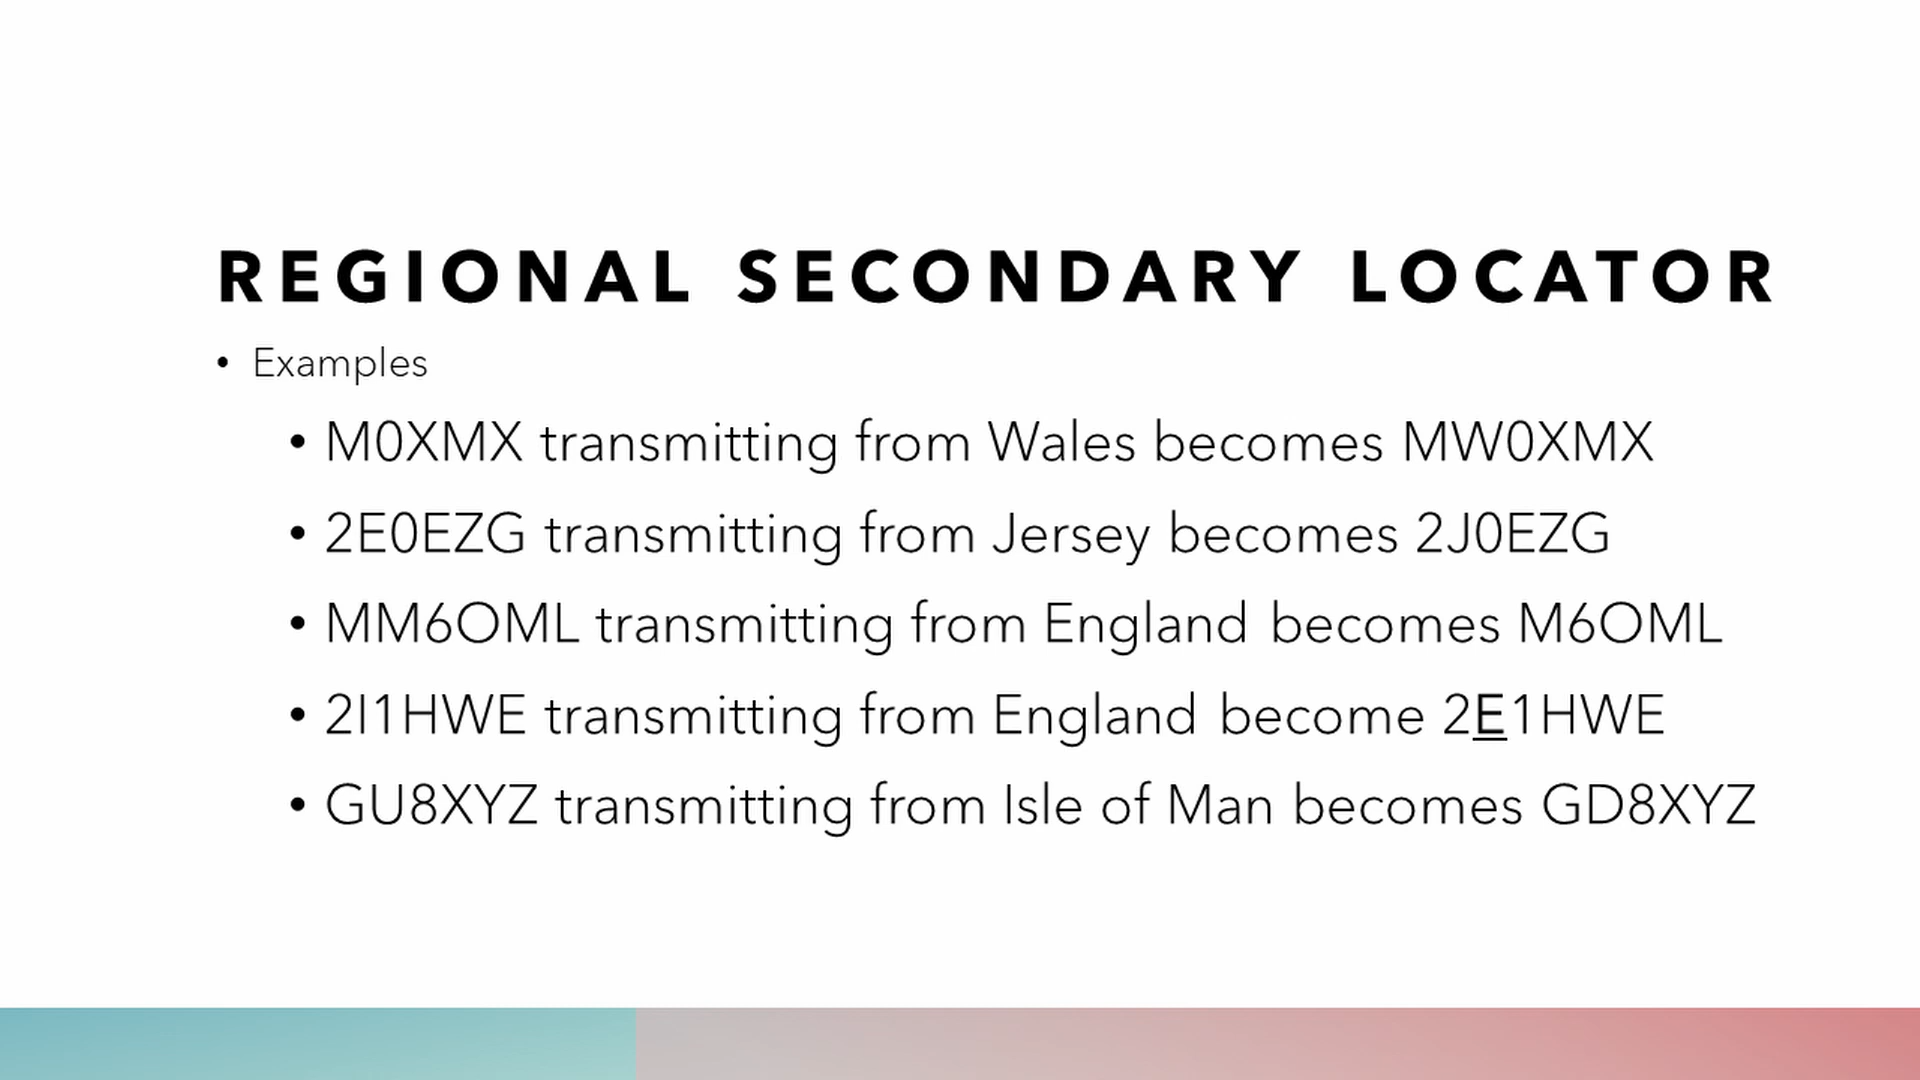 REGIONAL SECONDARY LOCATOR
• Examples
• M0XMX transmitting from Wales becomes MW0XMX
• 2E0EZG transmitting from Jersey becomes 2J0EZG
• MM6OML transmitting from England becomes M6OML
• 2I1HWE transmitting from England become 2E1HWE
• GU8XYZ transmitting from Isle of Man becomes GD8XYZ